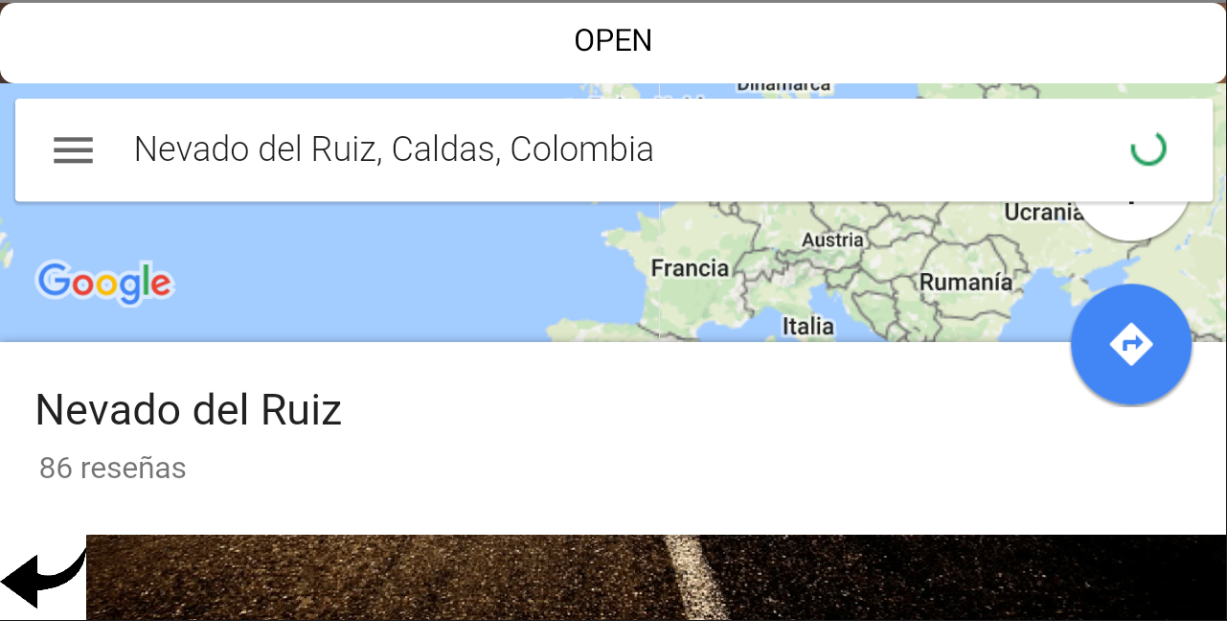 OPEN
Dinamarca
Nevado del Ruiz, Caldas, Colombia
Ucrania
Austria
Francia
Rumanía
Google
Italia
Nevado del Ruiz
86 reseñas